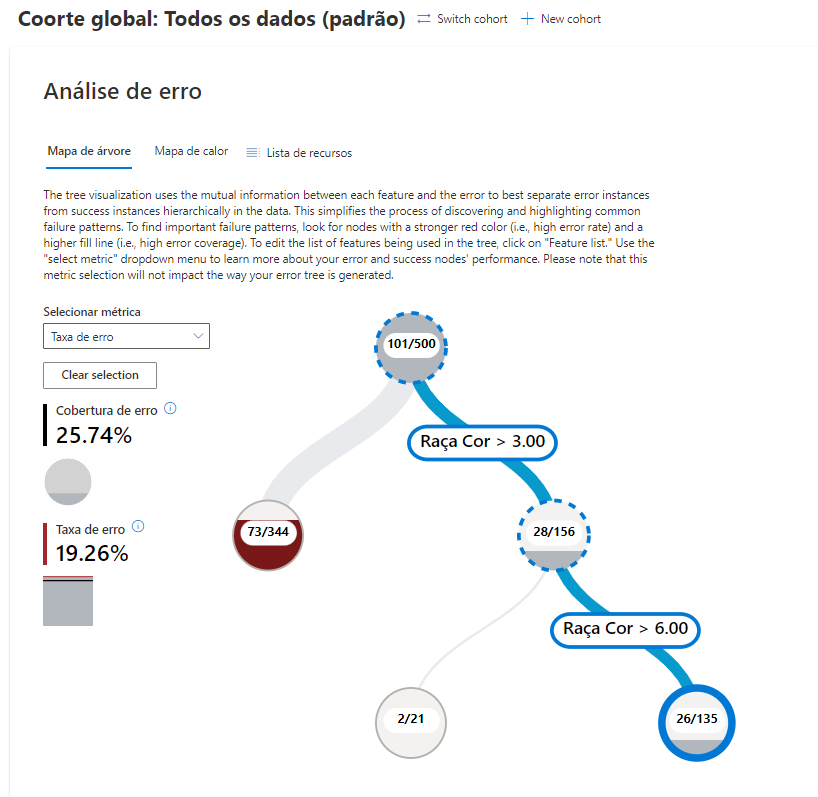 Coorte global: Todos os dados (padrão) Switch cohort New cohort
Análise de erro
Mapa de árvore Mapa de calor Lista de recursos
The tree visualization uses the mutual information between each feature and the error to best separate error instances
from success instances hierarchically in the data. This simplifies the process of discovering and highlighting common
failure patterns. To find important failure patterns, look for nodes with a stronger red color (i.e., high error rate) and a
higher fill line (i.e., high error coverage). To edit the list of features being used in the tree, click on "Feature list." Use the
"select metric" dropdown menu to learn more about your error and success nodes' performance. Please note that this
metric selection will not impact the way your error tree is generated.
Selecionar métrica
Taxa de erro
Clear selection
Cobertura de erro
25.74%
Taxa de erro
19.26%
101/500
Raça Cor > 3.00
73/344
28/156
Raça Cor > 6.00
2/21
26/135